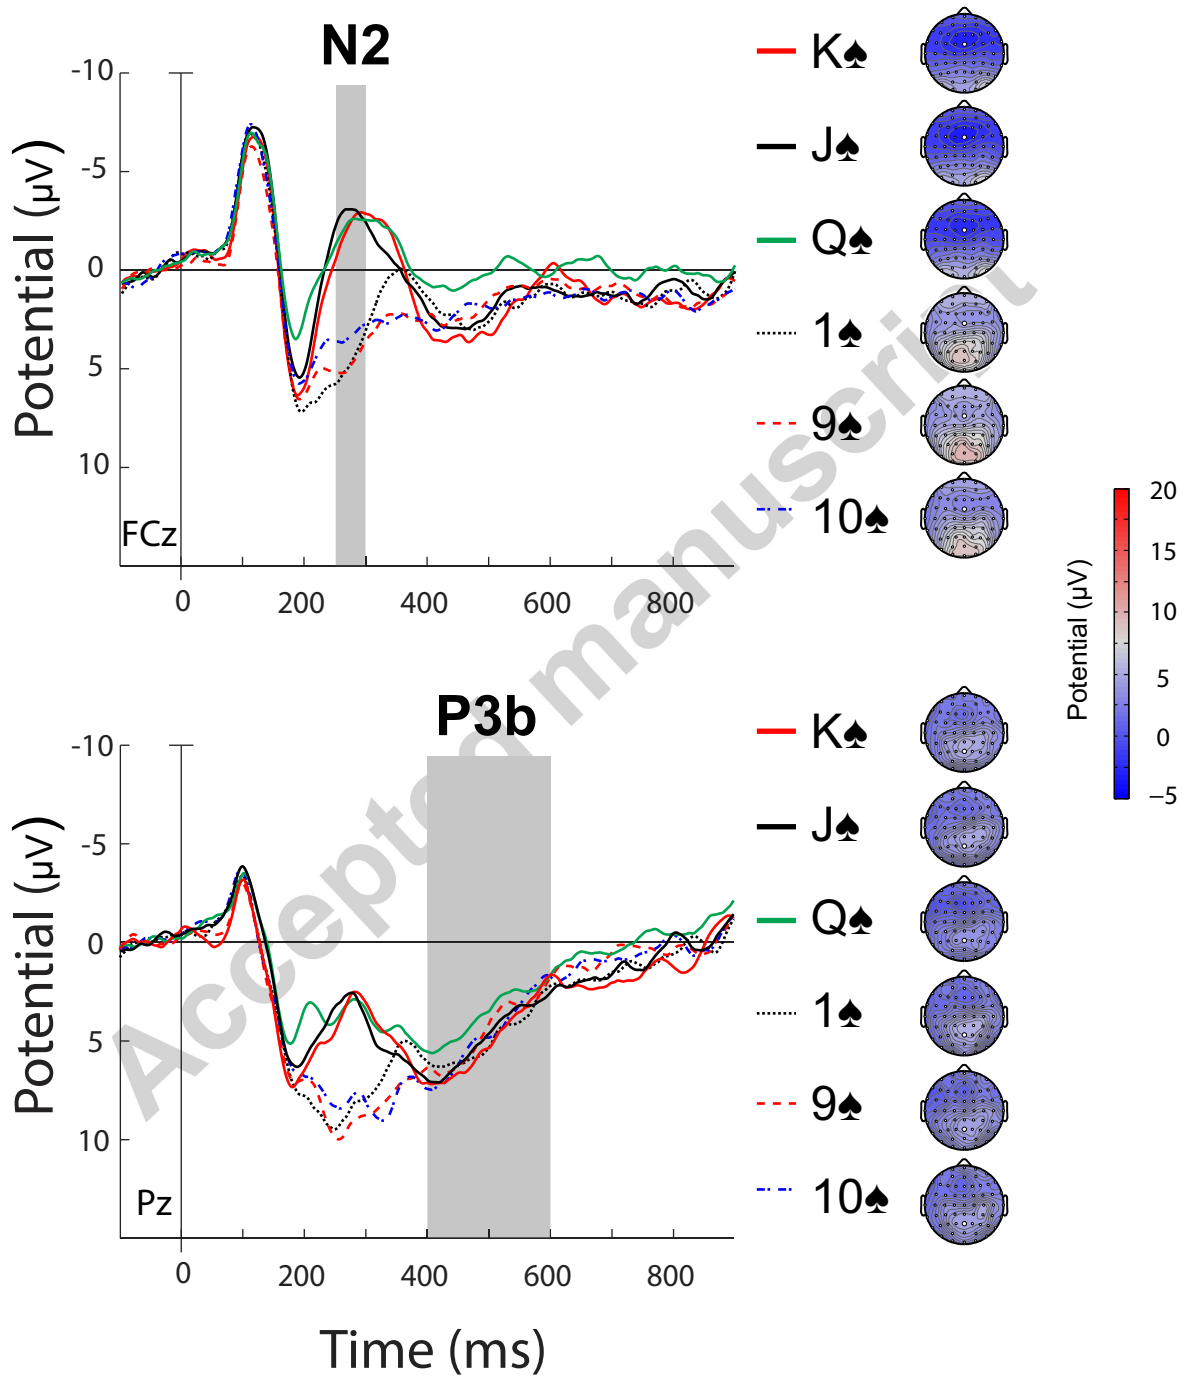 N2
K♠
J♠
Q♠
1♠
9♠
10♠
Potential (µV)
-10
-5
0
5
10
FCz
0 200 400 600 800
Potential (µV)
20
15
10
5
0
−5
P3b
K♠
J♠
Q♠
1♠
9♠
10♠
Potential (µV)
-10
-5
0
5
10
Pz
0 200 400 600 800
Time (ms)
Accepted manuscript